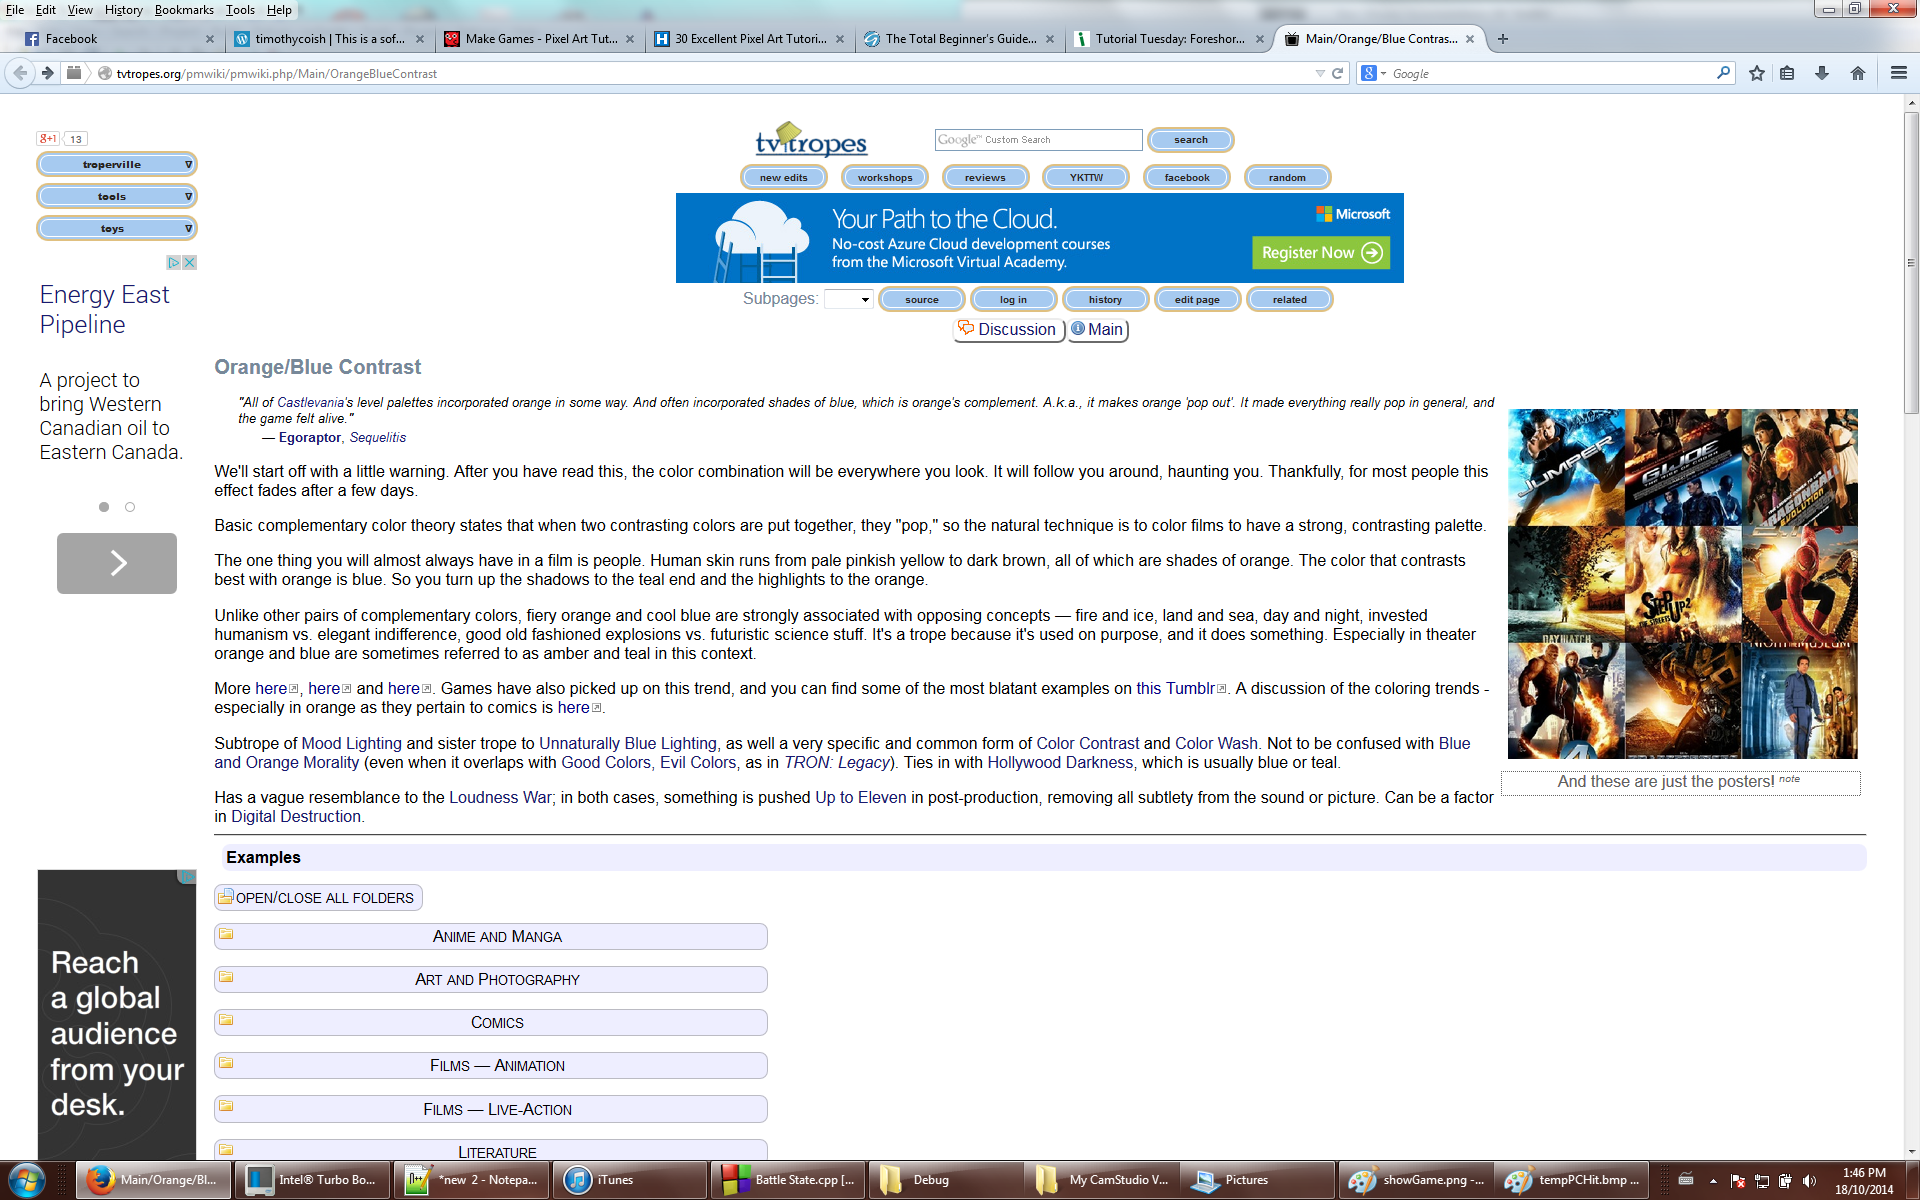 File Edit View History Bookmarks Tools Help
Facebook
timothycoish | This is a sof...
Make Games - Pixel Art Tut...
30 Excellent Pixel Art Tutori...
The Total Beginner's Guide...
Tutorial Tuesday: Foreshor...
Main/Orange/Blue Contras...
tvtropes.org/pmwiki/pmwiki.php/Main/OrangeBlueContrast
Google
g+1 13
troperville
tools
toys
tvtropes
Google™ Custom Search
search
new edits
workshops
reviews
YKTTW
facebook
random
Your Path to the Cloud.
No-cost Azure Cloud development courses
from the Microsoft Virtual Academy.
Microsoft
Register Now
Subpages:
source
log in
history
edit page
related
Discussion
Main
Energy East
Pipeline
A project to
bring Western
Canadian oil to
Eastern Canada.
Orange/Blue Contrast
"All of Castlevania's level palettes incorporated orange in some way. And often incorporated shades of blue, which is orange's complement. A.k.a., it makes orange 'pop out'. It made everything really pop in general, and
the game felt alive."
— Egoraptor, Sequelitis
We'll start off with a little warning. After you have read this, the color combination will be everywhere you look. It will follow you around, haunting you. Thankfully, for most people this
effect fades after a few days.
Basic complementary color theory states that when two contrasting colors are put together, they "pop," so the natural technique is to color films to have a strong, contrasting palette.
The one thing you will almost always have in a film is people. Human skin runs from pale pinkish yellow to dark brown, all of which are shades of orange. The color that contrasts
best with orange is blue. So you turn up the shadows to the teal end and the highlights to the orange.
Unlike other pairs of complementary colors, fiery orange and cool blue are strongly associated with opposing concepts — fire and ice, land and sea, day and night, invested
humanism vs. elegant indifference, good old fashioned explosions vs. futuristic science stuff. It's a trope because it's used on purpose, and it does something. Especially in theater
orange and blue are sometimes referred to as amber and teal in this context.
More here, here and here. Games have also picked up on this trend, and you can find some of the most blatant examples on this Tumblr. A discussion of the coloring trends -
especially in orange as they pertain to comics is here.
Subtrope of Mood Lighting and sister trope to Unnaturally Blue Lighting, as well a very specific and common form of Color Contrast and Color Wash. Not to be confused with Blue
and Orange Morality (even when it overlaps with Good Colors, Evil Colors, as in TRON: Legacy). Ties in with Hollywood Darkness, which is usually blue or teal.
Has a vague resemblance to the Loudness War; in both cases, something is pushed Up to Eleven in post-production, removing all subtlety from the sound or picture. Can be a factor
in Digital Destruction.
JUMPER
G.I. JOE
DRAGONBALL
EVOLUTION
DAY WATCH
STEP UP 2
THE STREETS
NIGHT MUSEUM
4
And these are just the posters! note
Examples
OPEN/CLOSE ALL FOLDERS
ANIME AND MANGA
ART AND PHOTOGRAPHY
COMICS
FILMS — ANIMATION
FILMS — LIVE-ACTION
LITERATURE
Reach
a global
audience
from your
desk.
Main/Orange/Bl...
Intel® Turbo Bo...
*new 2 - Notepa...
iTunes
Battle State.cpp [...
Debug
My CamStudio V...
Pictures
showGame.png -...
tempPCHit.bmp ...
1:46 PM
18/10/2014